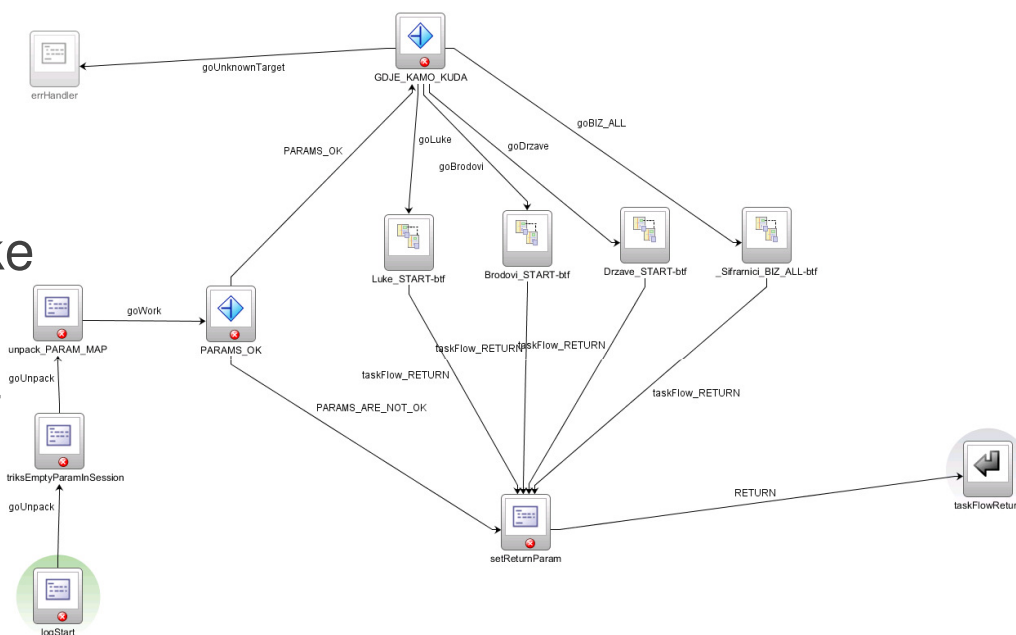 GDJE_KAMO_KUDA
errHandler
goUnknownTarget
goBIZ_ALL
PARAMS_OK
goLuke
goDrzave
goBrodovi
Luke_START-btf
Brodovi_START-btf
Drzave_START-btf
_Sifrarnici_BIZ_ALL-btf
ke
goWork
unpack_PARAM_MAP
PARAMS_OK
taskFlow_RETURN
taskFlow_RETURN
taskFlow_RETURN
taskFlow_RETURN
goUnpack
PARAMS_ARE_NOT_OK
triksEmptyParamInSession
RETURN
goUnpack
taskFlowRetur
setReturnParam
logStart